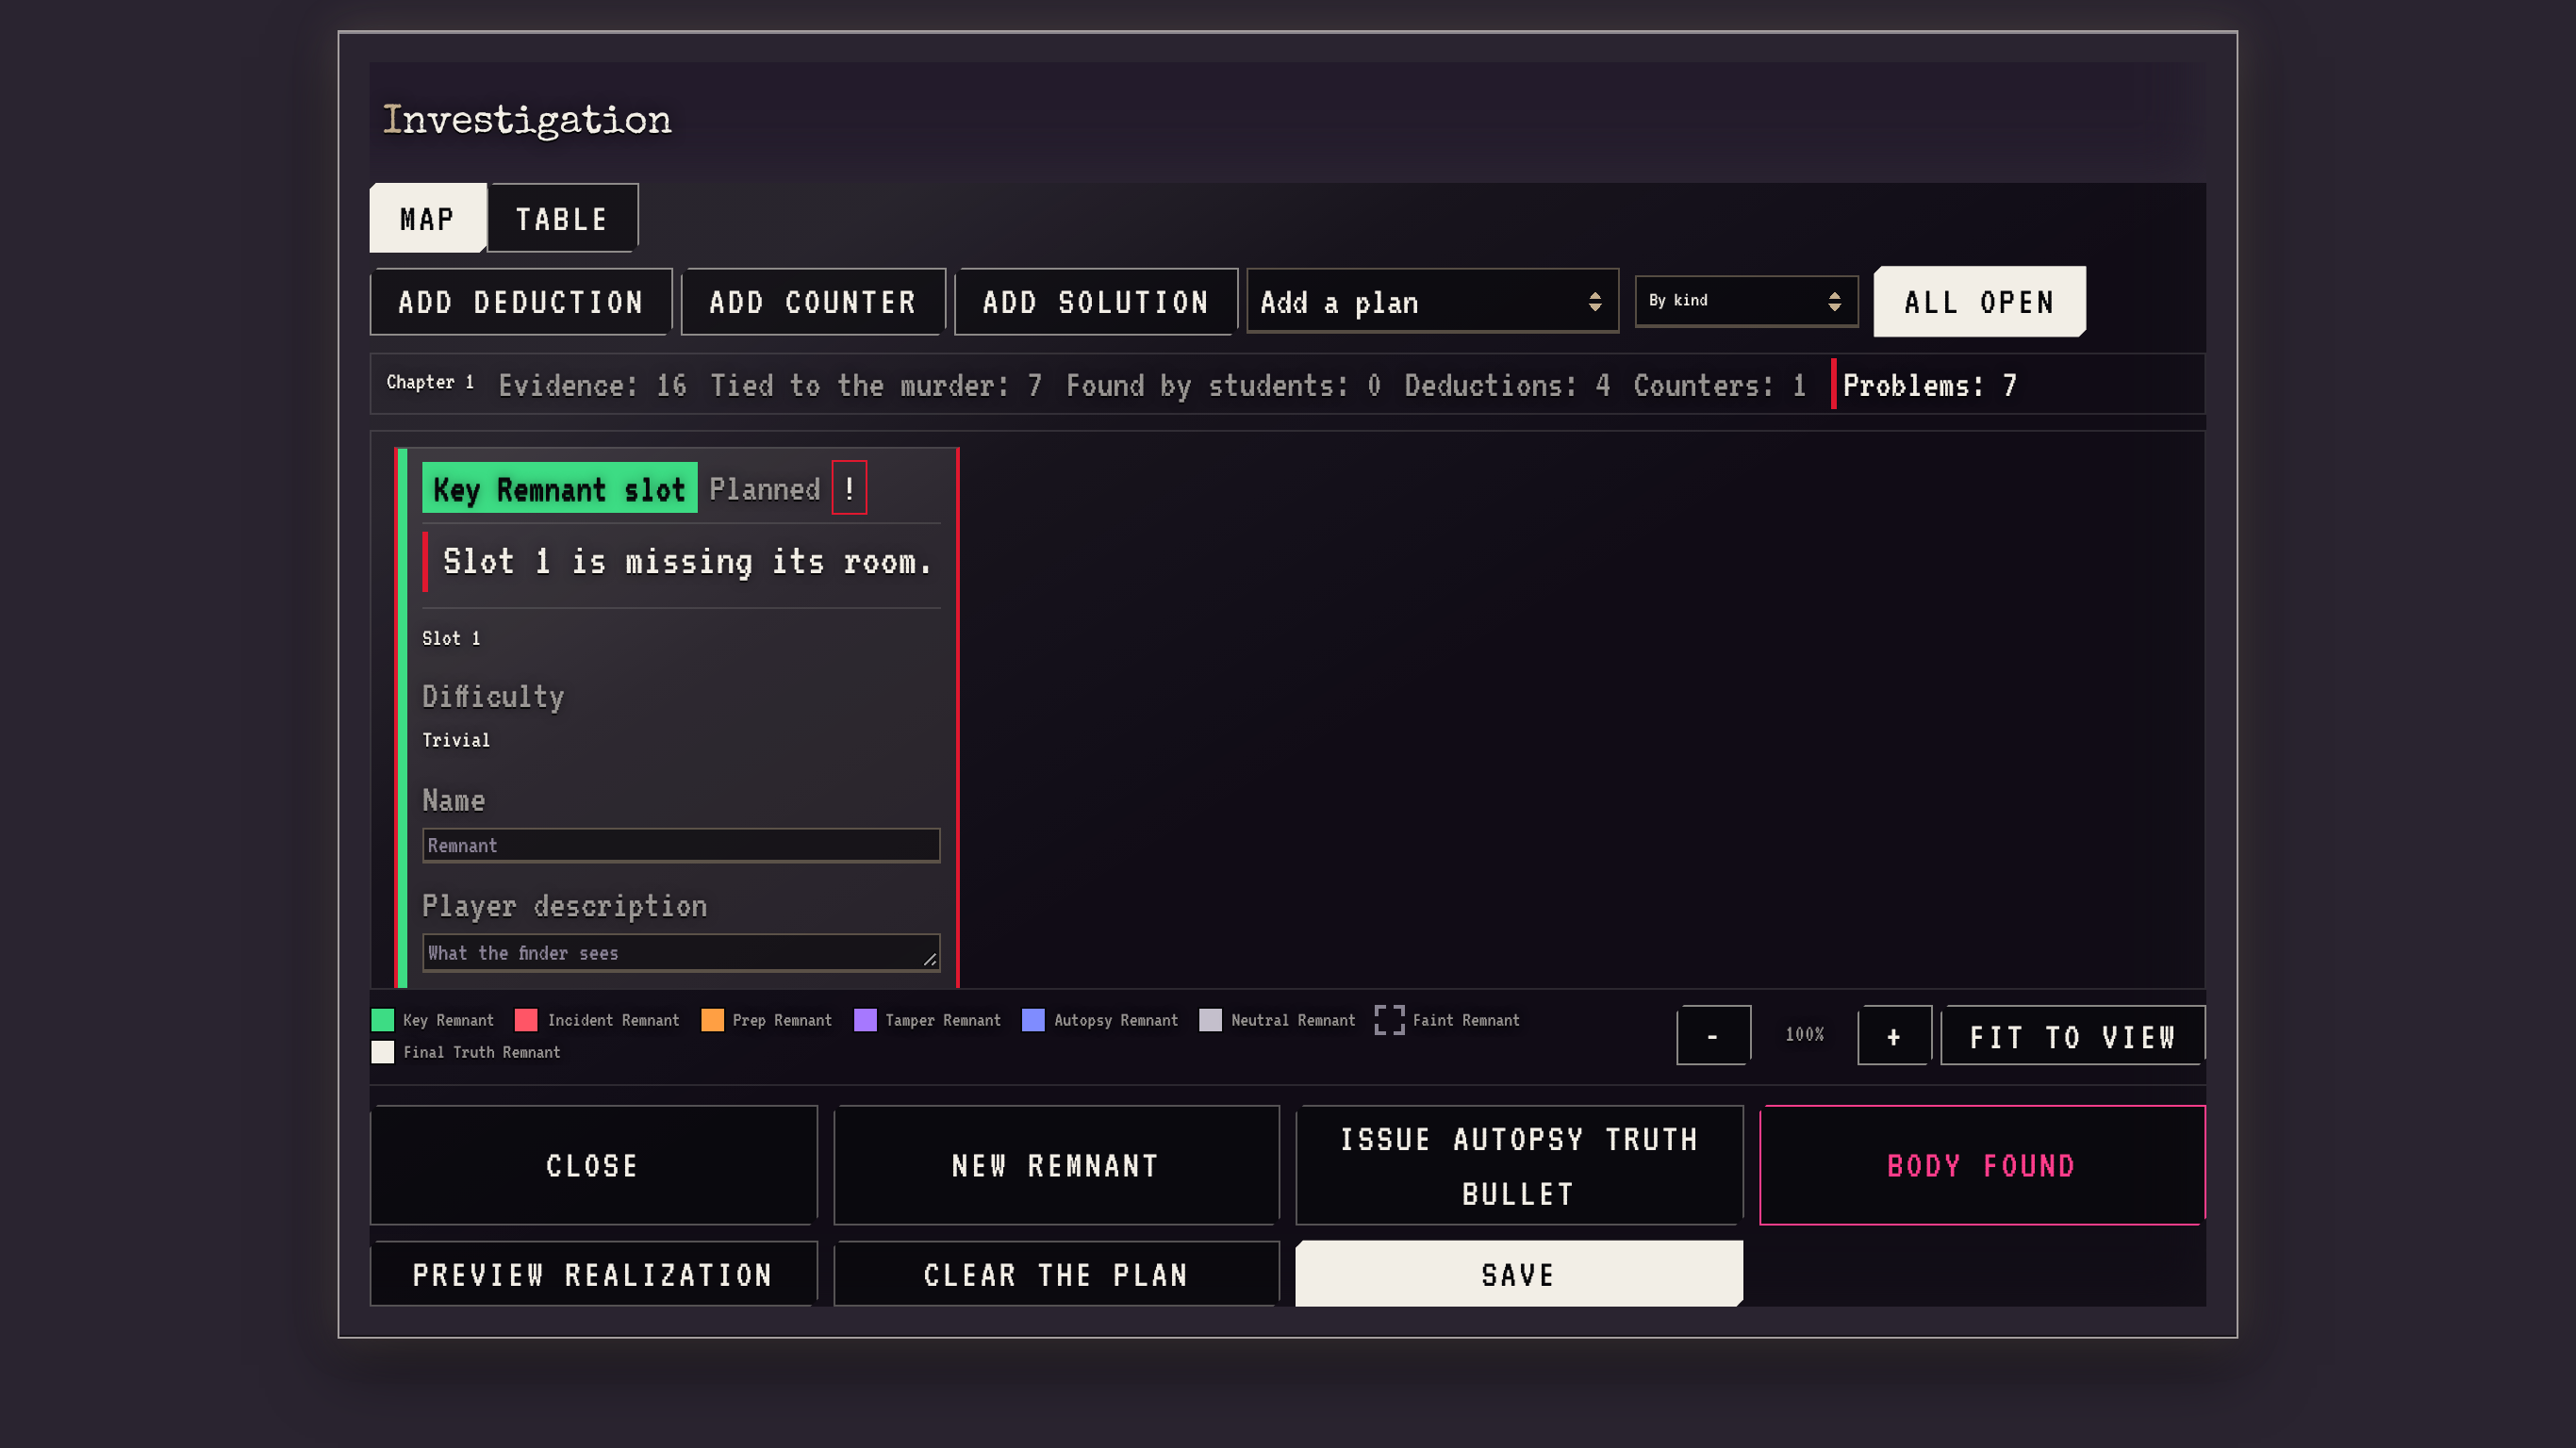 Investigation
MAP TABLE
ADD DEDUCTION ADD COUNTER ADD SOLUTION Add a plan By kind ALL OPEN
Chapter 1 Evidence: 16 Tied to the murder: 7 Found by students: 0 Deductions: 4 Counters: 1 Problems: 7
Key Remnant slot Planned !
Slot 1 is missing its room.
Slot 1
Difficulty
Trivial
Name
Remnant
Player description
What the finder sees
Key Remnant Incident Remnant Prep Remnant Tamper Remnant Autopsy Remnant Neutral Remnant Faint Remnant
Final Truth Remnant
- 100% + FIT TO VIEW
CLOSE NEW REMNANT ISSUE AUTOPSY TRUTH
BULLET BODY FOUND
PREVIEW REALIZATION CLEAR THE PLAN SAVE